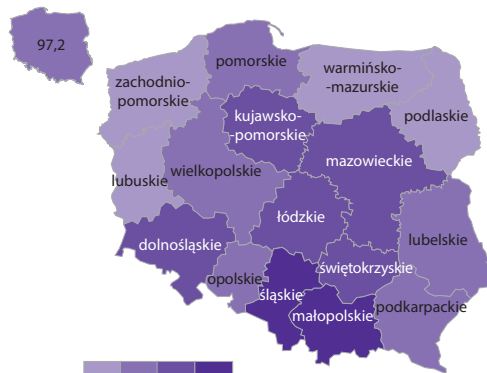 97,2
pomorskie
zachodnio-
pomorskie
warmińsko-
-mazurskie
podlaskie
kujawsko-
-pomorskie
mazowieckie
lubuskie
wielkopolskie
łódzkie
dolnośląskie
lubelskie
opolskie
śląskie
świętokrzyskie
małopolskie
podkarpackie